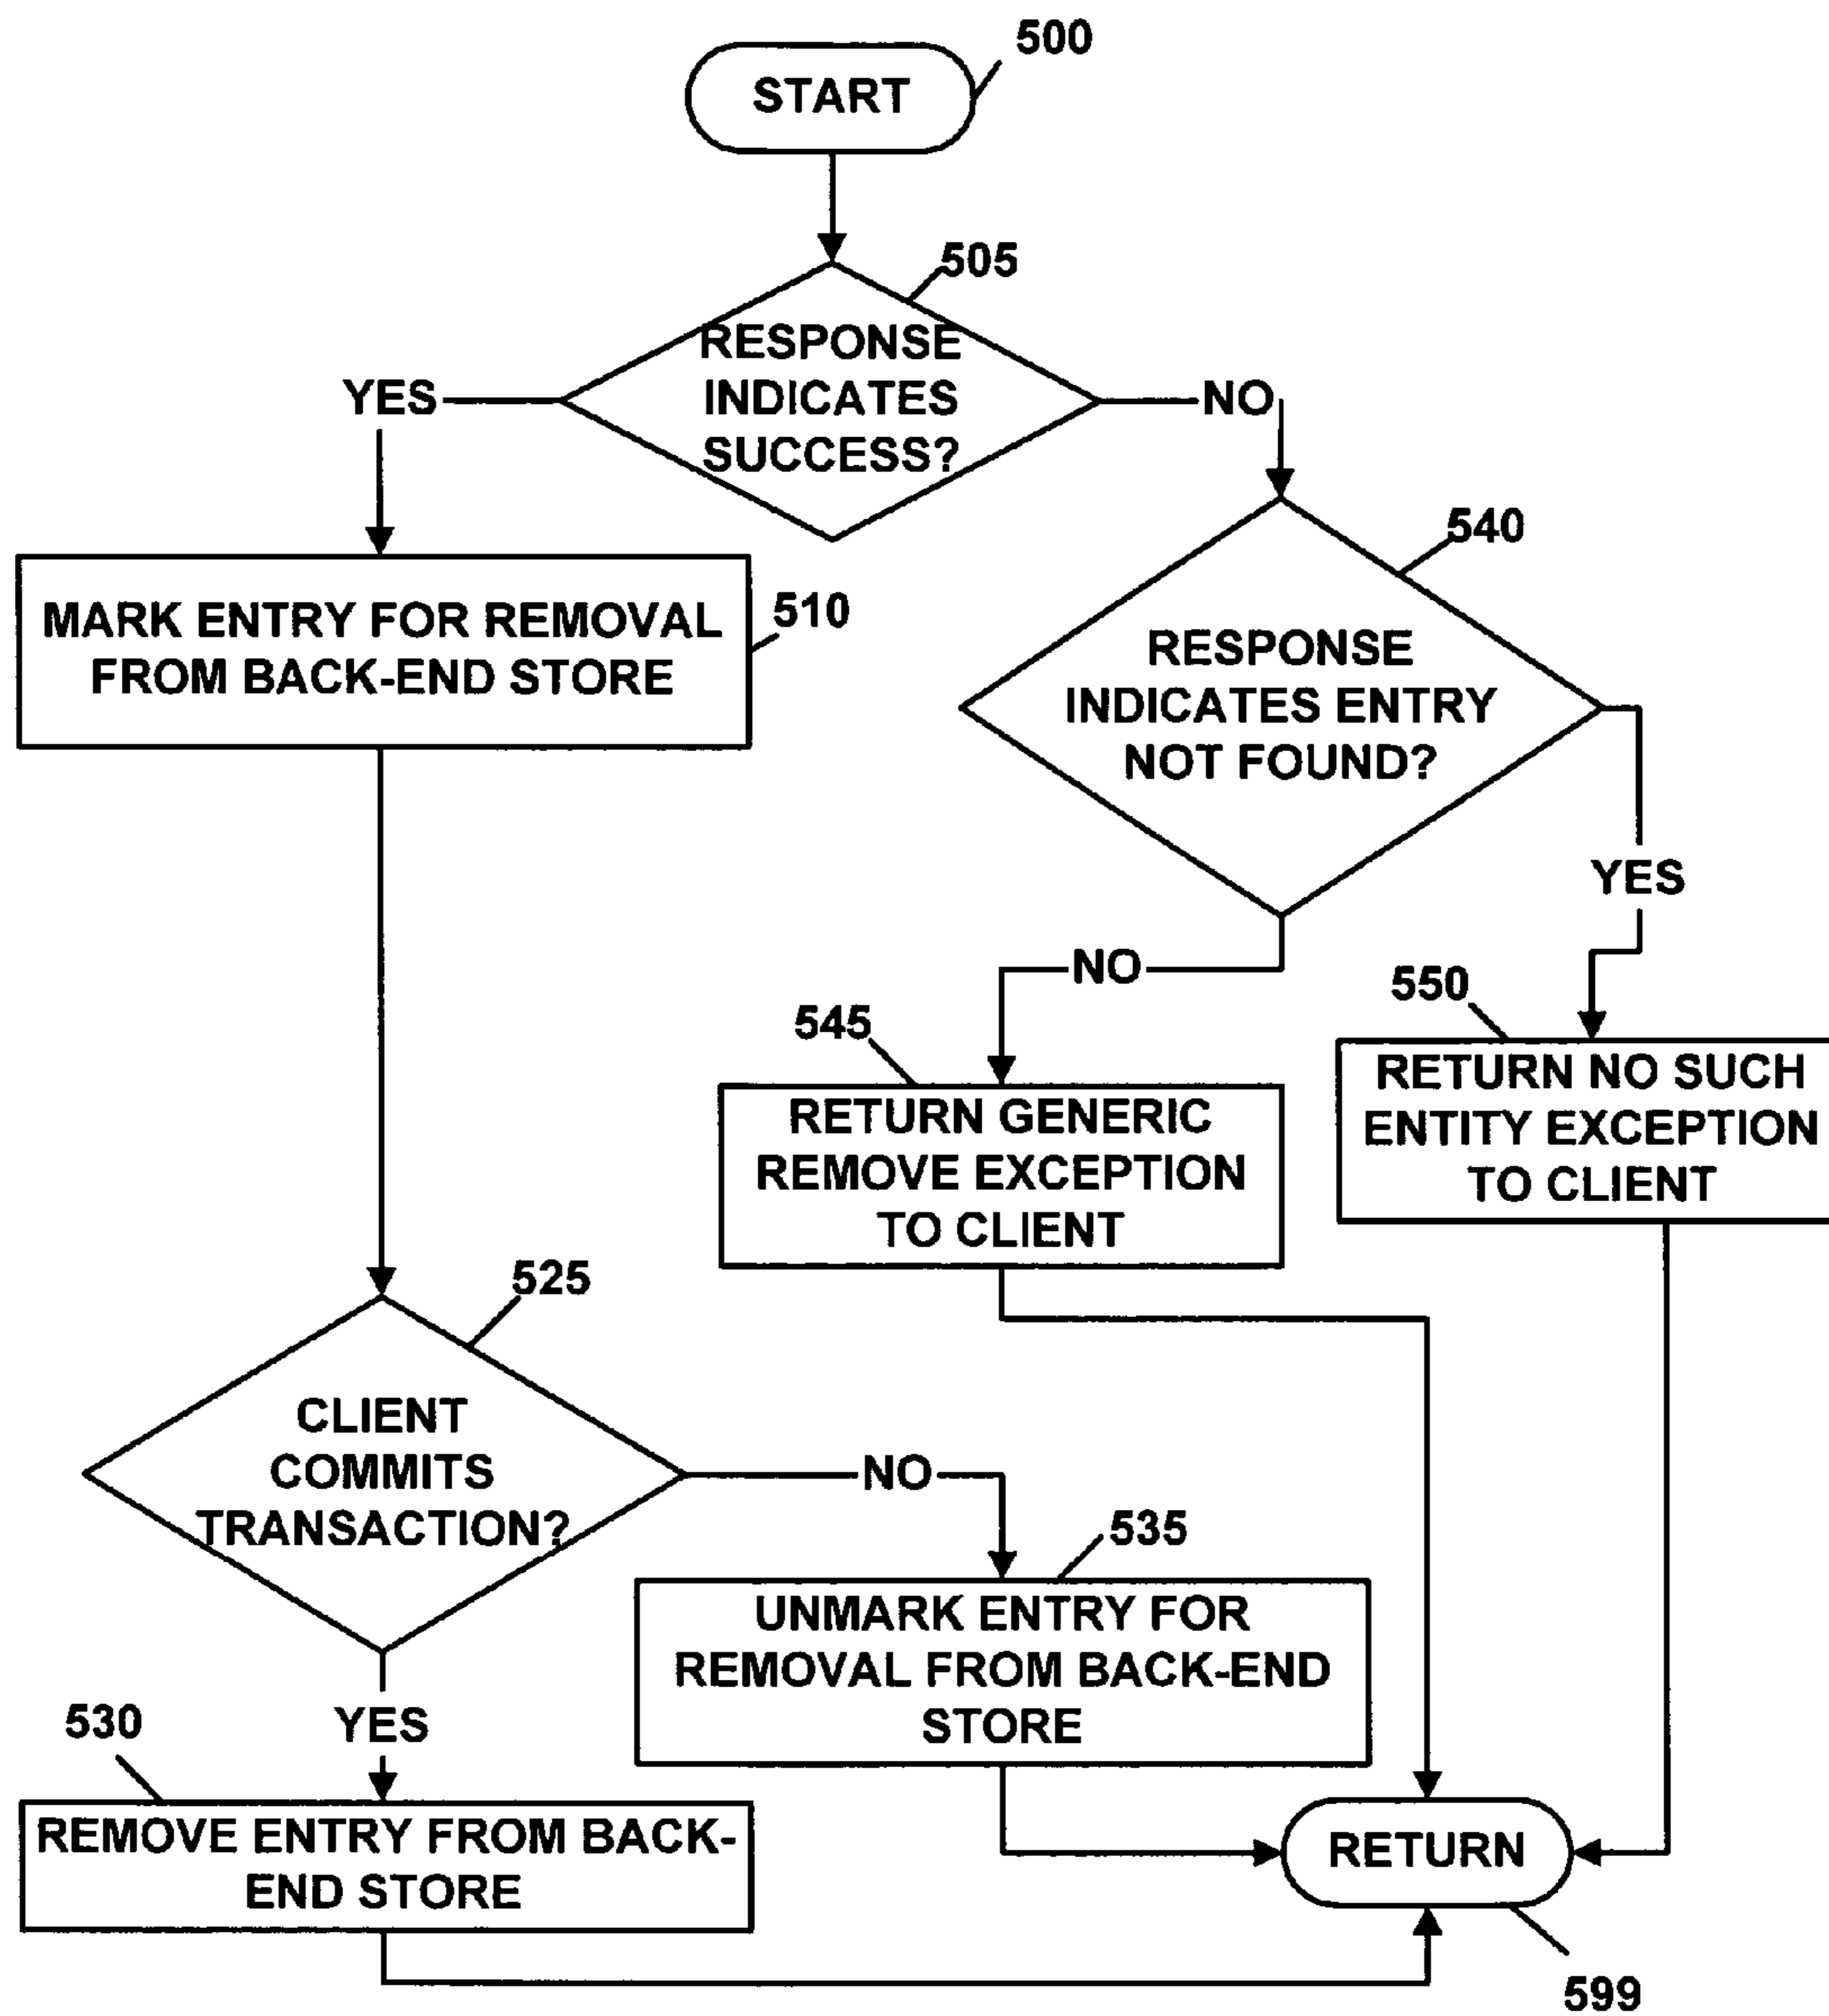 500
START
505
RESPONSE
INDICATES
SUCCESS?
YES
NO
540
MARK ENTRY FOR REMOVAL
FROM BACK-END STORE
510
RESPONSE
INDICATES ENTRY
NOT FOUND?
YES
NO
550
545
RETURN NO SUCH
ENTITY EXCEPTION
TO CLIENT
RETURN GENERIC
REMOVE EXCEPTION
TO CLIENT
525
CLIENT
COMMITS
TRANSACTION?
NO
535
UNMARK ENTRY FOR
REMOVAL FROM BACK-END
STORE
530
YES
REMOVE ENTRY FROM BACK-
END STORE
RETURN
599